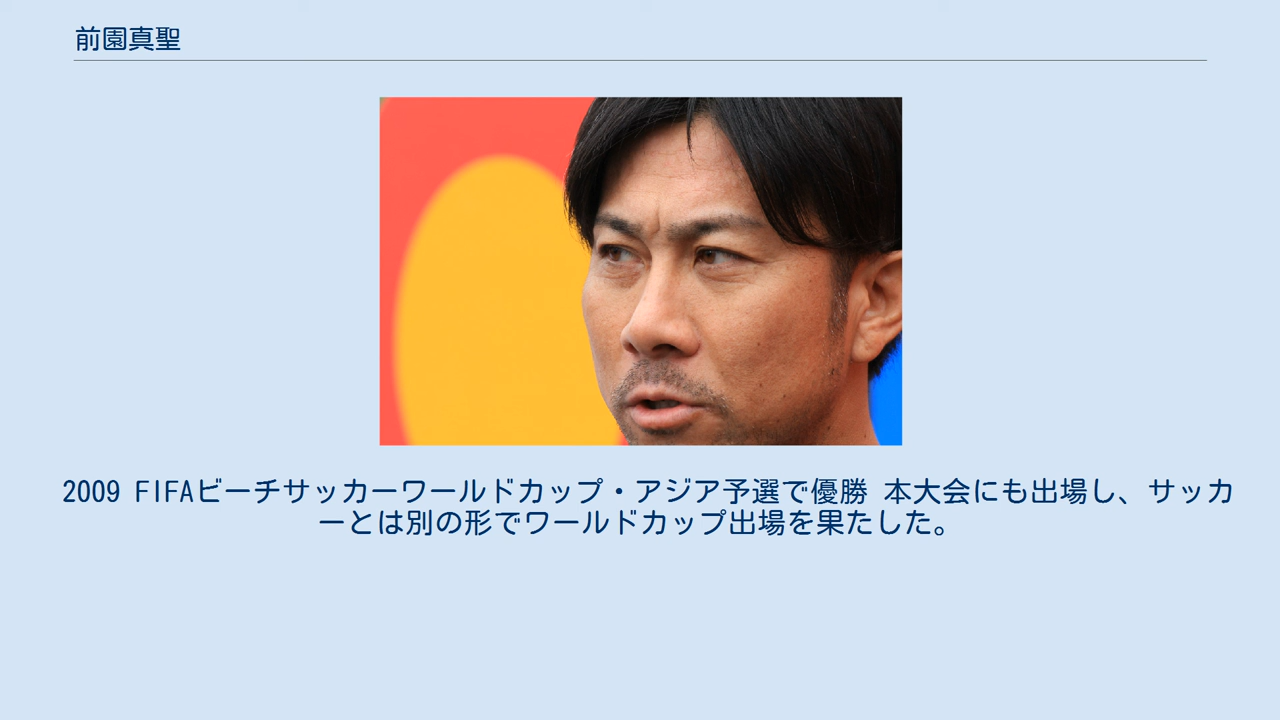 前園真聖
2009 FIFAビーチサッカーワールドカップ・アジア予選で優勝 本大会にも出場し、サッカ
ーとは別の形でワールドカップ出場を果たした。